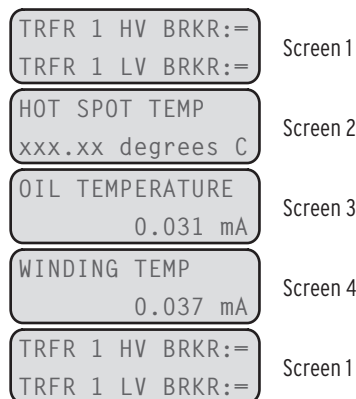 TRFR 1 HV BRKR:=
TRFR 1 LV BRKR:=
Screen 1
HOT SPOT TEMP
xxx.xx degrees C
Screen 2
OIL TEMPERATURE
0.031 mA
Screen 3
WINDING TEMP
0.037 mA
Screen 4
TRFR 1 HV BRKR:=
TRFR 1 LV BRKR:=
Screen 1